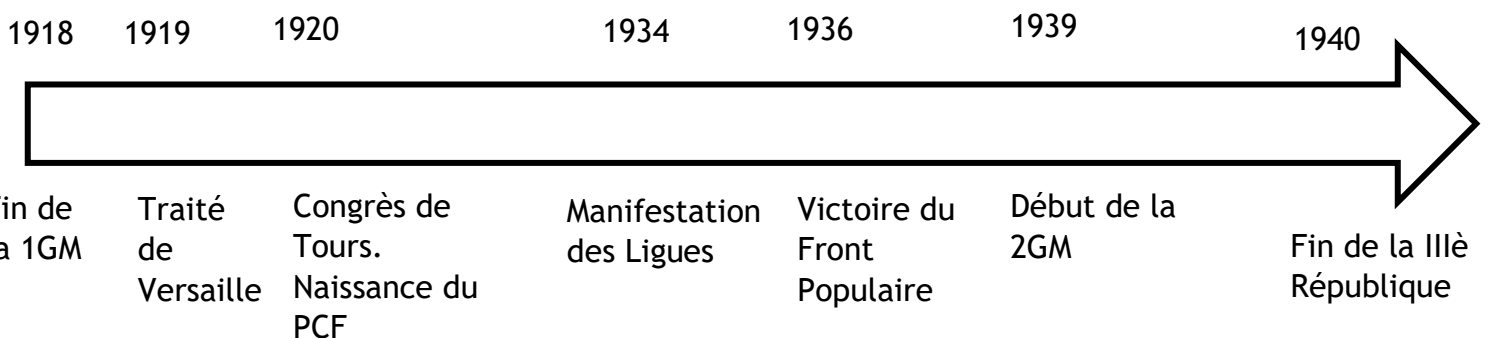 1918 1919 1920 1934 1936 1939 1940
fin de
a 1GM
Traité
de
Versaille
Congrès de
Tours.
Naissance du
PCF
Manifestation
des Ligues
Victoire du
Front
Populaire
Début de la
2GM
Fin de la IIIè
République